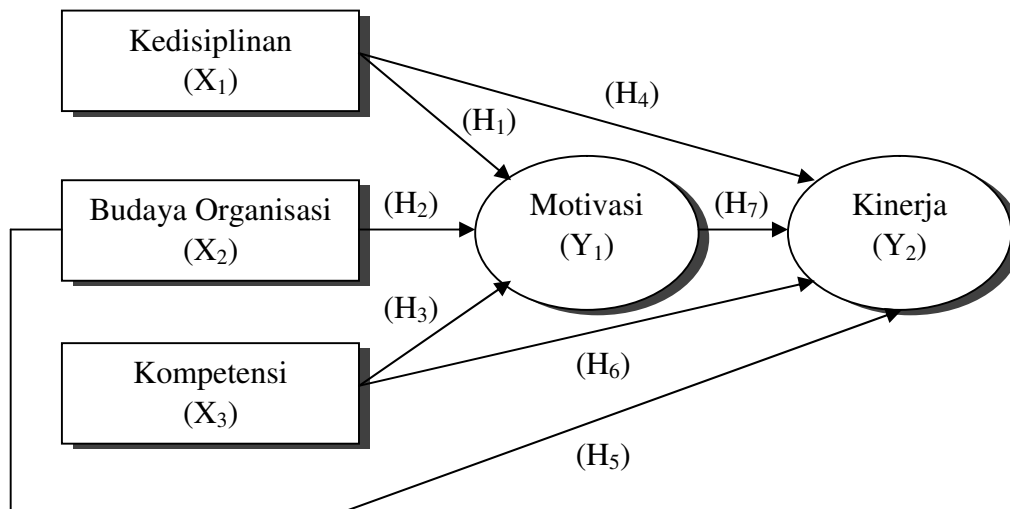 Kedisiplinan
(X₁)
(H₄)
(H₁)
Budaya Organisasi
(X₂)
(H₂)
Motivasi
(Y₁)
(H₇)
Kinerja
(Y₂)
(H₃)
Kompetensi
(X₃)
(H₆)
(H₅)